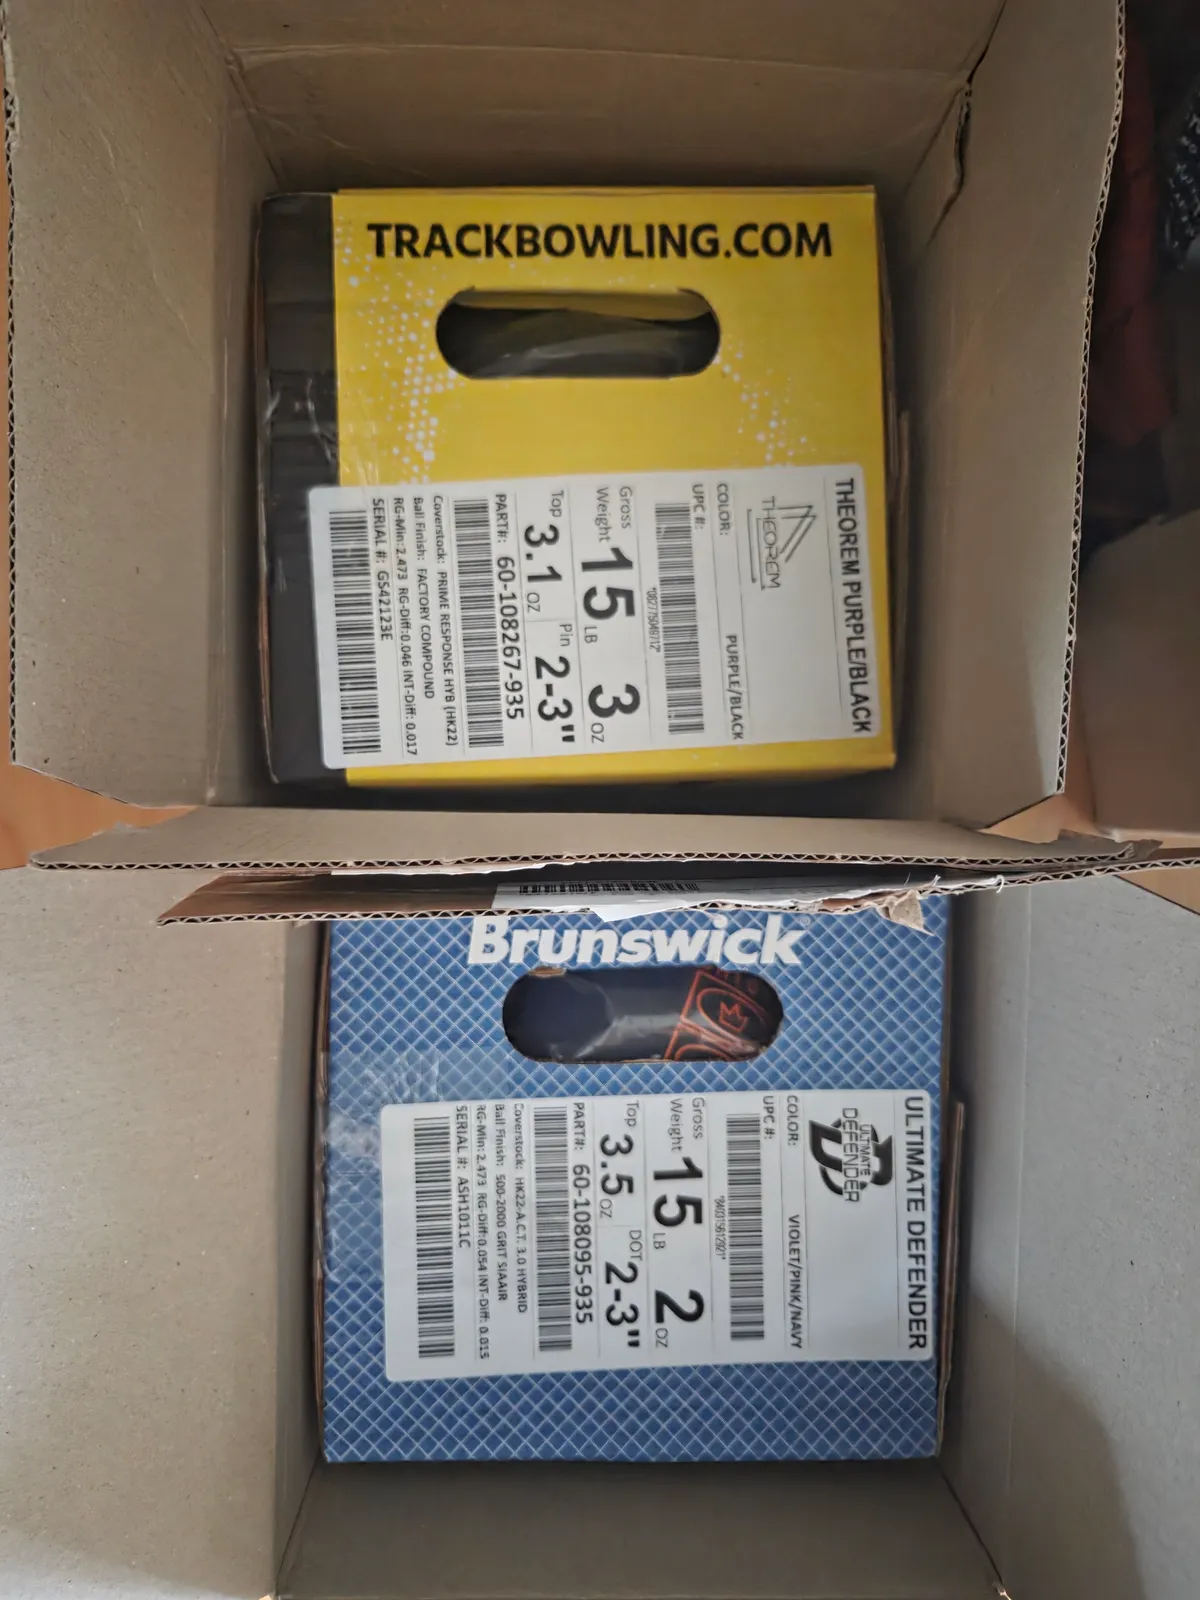 TRACKBOWLING.COM
THEOREM PURPLE/BLACK
THEOREM
COLOR: PURPLE/BLACK
UPC #:
Gross Weight 15 LB 3 OZ
Top 3.1 OZ Pin 2-3"
PART#: 60-108267-935
Coverstock: PRIME RESPONSE HYB (HK22)
Ball Finish: FACTORY COMPOUND
RG-Min:2.473 RG-Diff:0.046 INT-Diff: 0.017
SERIAL #: GS42123E
Brunswick
ULTIMATE DEFENDER
ULTIMATE
DEFENDER
COLOR: VIOLET/PINK/NAVY
UPC #:
Gross Weight 15 LB 2 OZ
Top 3.5 OZ DOT 2-3"
PART#: 60-108095-935
Coverstock: HK22-A.C.T. 3.0 HYBRID
Ball Finish: 500-2000 GRIT SIAAIR
RG-Min: 2.473 RG-Diff:0.054 INT-Diff:
SERIAL #: ASH1011C